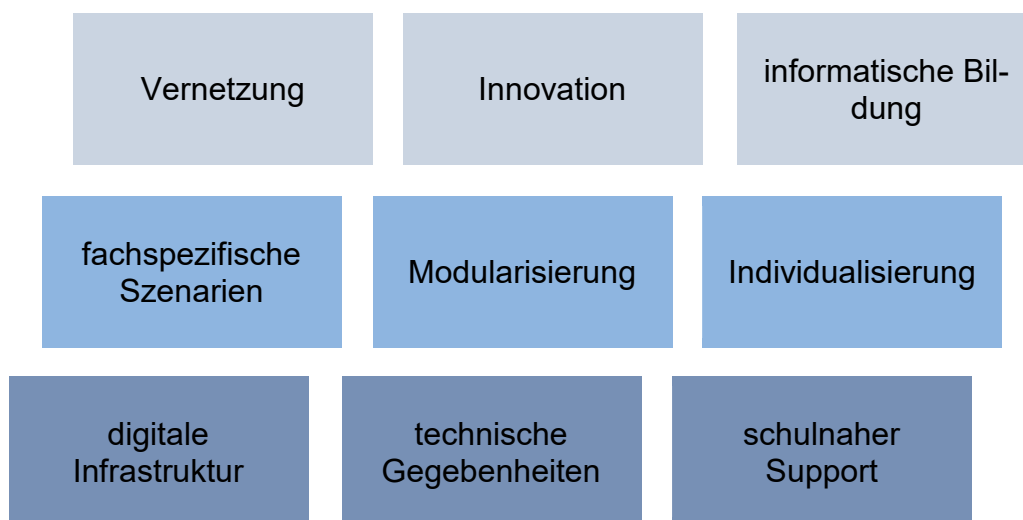 Vernetzung
Innovation
informatische Bil-
dung
fachspezifische
Szenarien
Modularisierung
Individualisierung
digitale
Infrastruktur
technische
Gegebenheiten
schulnaher
Support